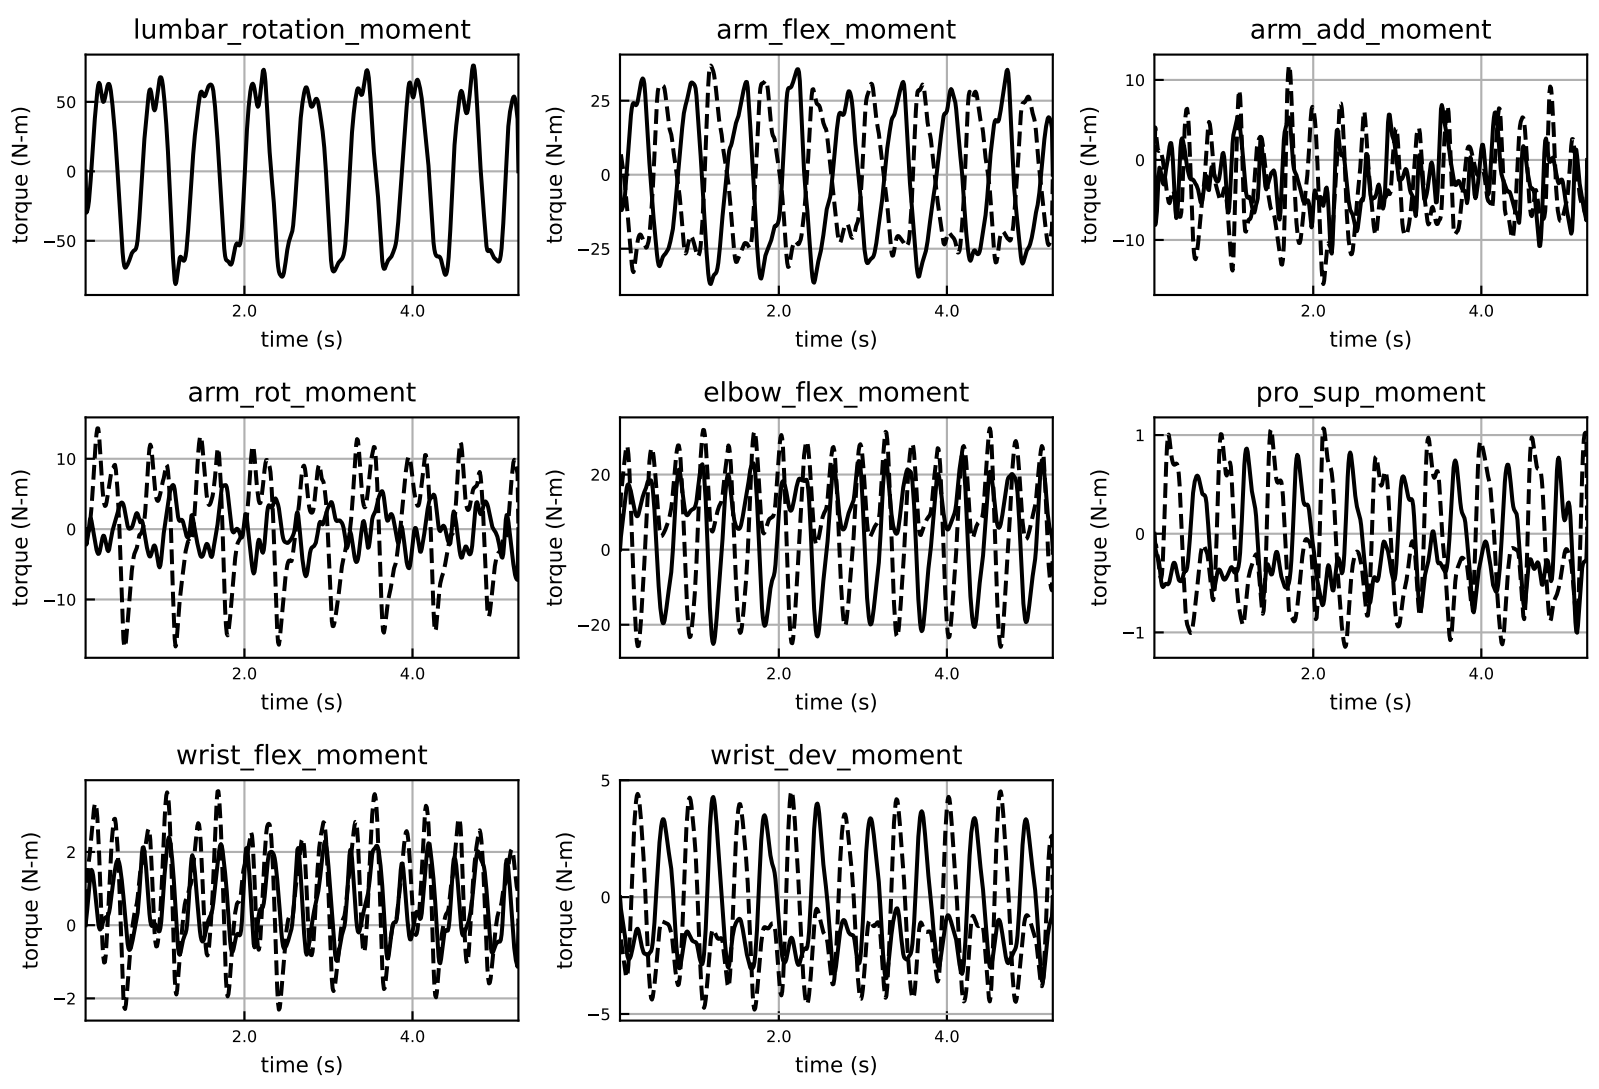 lumbar_rotation_moment
arm_flex_moment
arm_add_moment
torque (N-m)
50
0
−50
2.0
4.0
time (s)
torque (N-m)
25
0
−25
2.0
4.0
time (s)
torque (N-m)
10
0
−10
2.0
4.0
time (s)
arm_rot_moment
elbow_flex_moment
pro_sup_moment
torque (N-m)
10
0
−10
2.0
4.0
time (s)
torque (N-m)
20
0
−20
2.0
4.0
time (s)
torque (N-m)
1
0
−1
2.0
4.0
time (s)
wrist_flex_moment
wrist_dev_moment
torque (N-m)
2
0
−2
2.0
4.0
time (s)
torque (N-m)
5
0
−5
2.0
4.0
time (s)